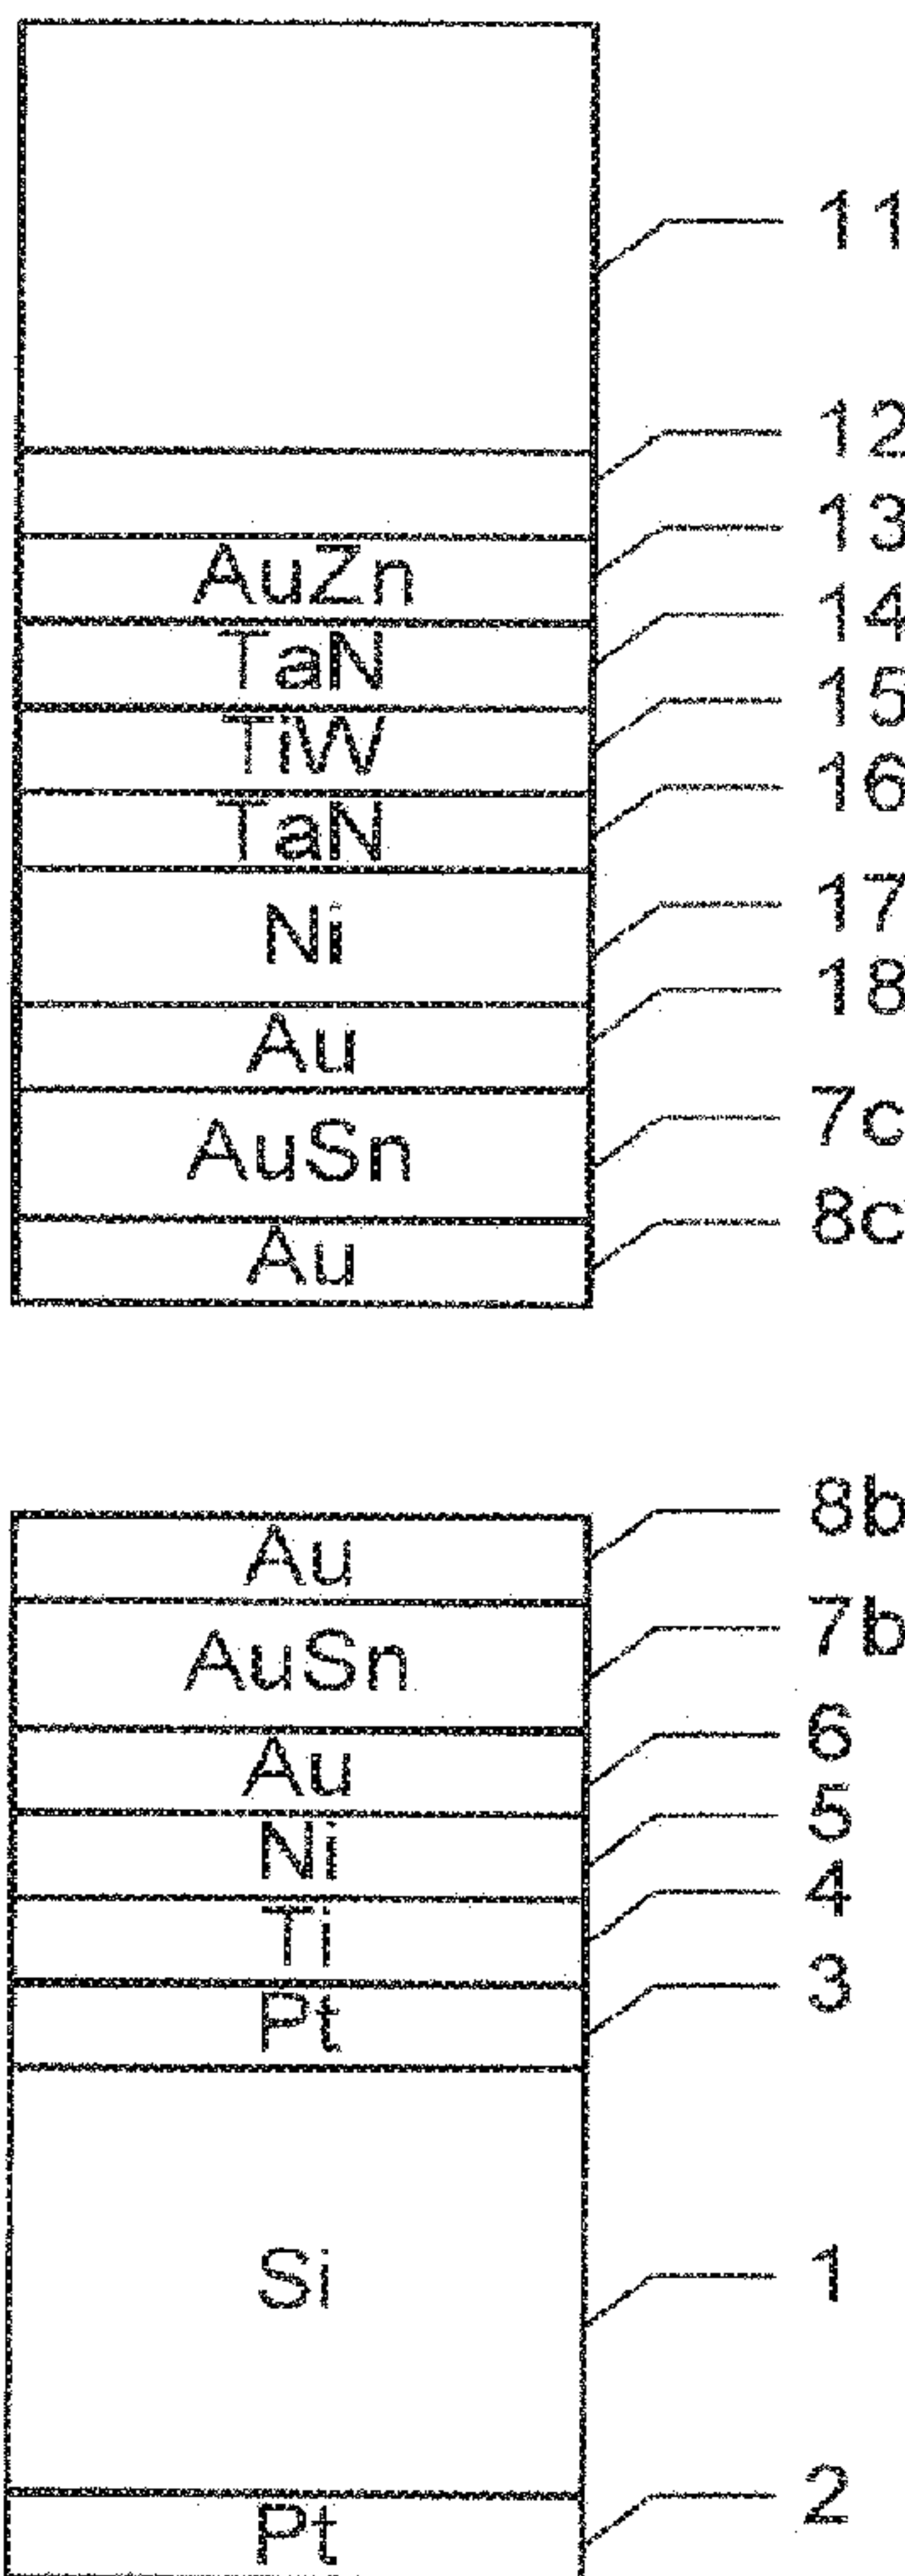 11
12
AuZn 13
TaN 14
TiW 15
TaN 16
Ni 17
Au 18
AuSn 7c
Au 8c
Au 8b
AuSn 7b
Au 6
Ni 5
Ti 4
Pt 3
Si 1
Pt 2